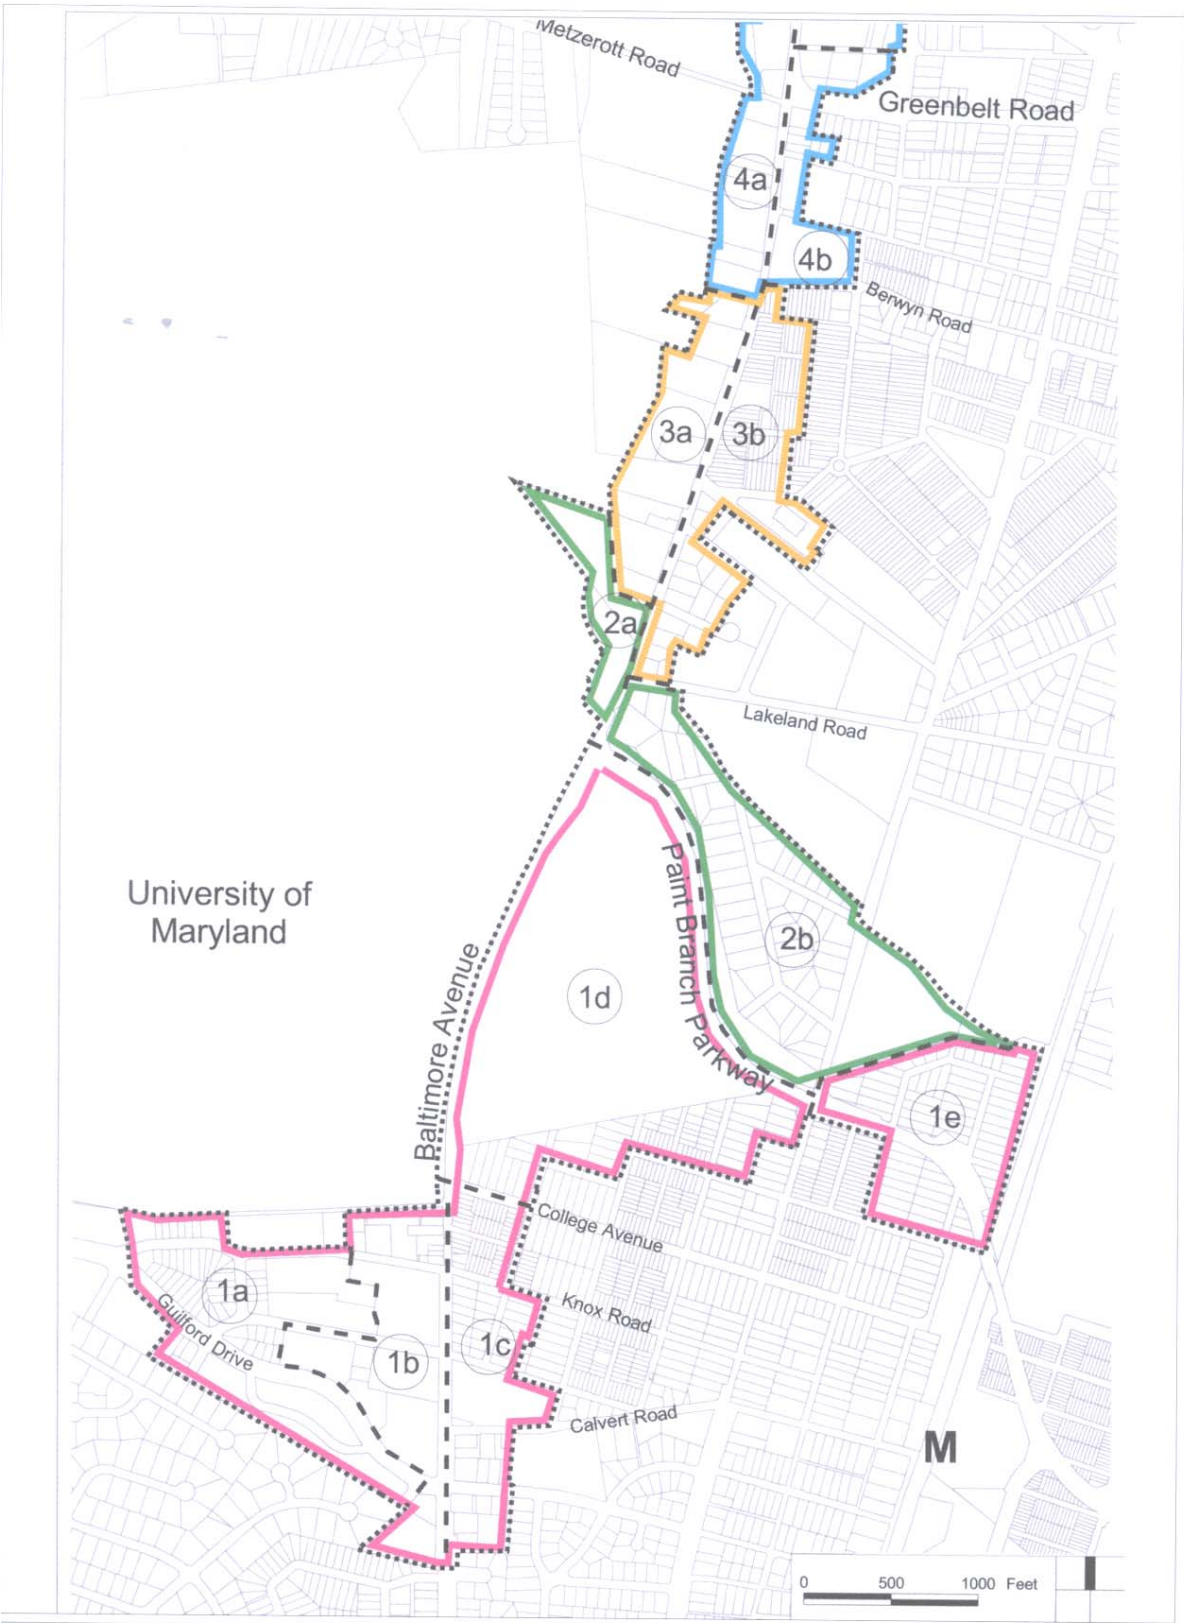 Metzerott Road
Greenbelt Road
4a
4b
Berwyn Road
3a
3b
2a
Lakeland Road
University of
Maryland
Paint Branch Parkway
2b
1d
Baltimore Avenue
1e
College Avenue
1a
Knox Road
Guilford Drive
1b
1c
Calvert Road
M
0 500 1000 Feet